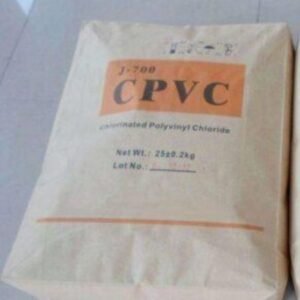 J-700
CPVC
Chlorinated Polyvinyl Chloride
Net Wt.: 25±0.2kg
Lot No.: